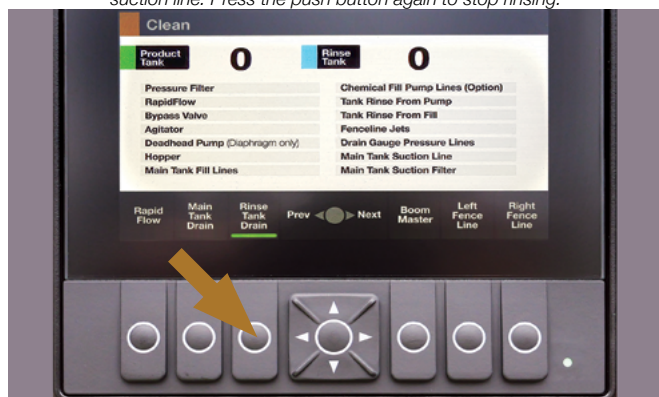 suction line. Press the push button again to stop rinsing.
Clean
Product Tank 0 Rinse Tank 0
Pressure Filter
RapidFlow
Bypass Valve
Agitator
Deadhead Pump (Diaphragm only)
Hopper
Main Tank Fill Lines
Chemical Fill Pump Lines (Option)
Tank Rinse From Pump
Tank Rinse From Fill
Fenceline Jets
Drain Gauge Pressure Lines
Main Tank Suction Line
Main Tank Suction Filter
Rapid Flow
Main Tank Drain
Rinse Tank Drain
Prev Next
Boom Master
Left Fence Line
Right Fence Line